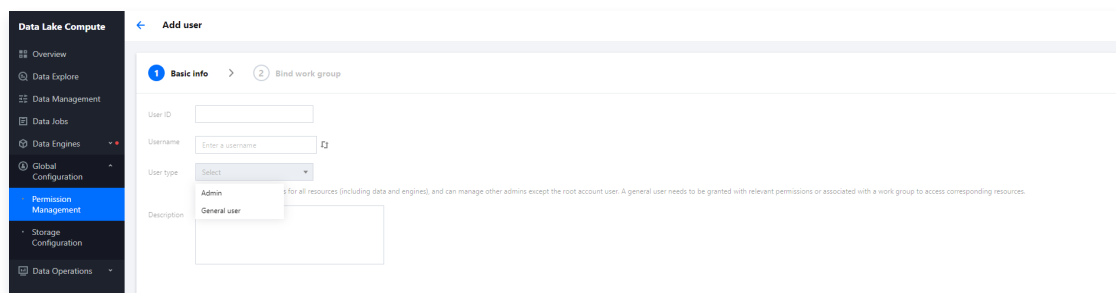 Data Lake Compute
Overview
Data Explore
Data Management
Data Jobs
Data Engines
Global
Configuration
Permission
Management
Storage
Configuration
Data Operations
← Add user
1 Basic info > 2 Bind work group
User ID
Username Enter a username
User type Select
Admin
General user
for all resources (including data and engines), and can manage other admins except the root account user. A general user needs to be granted with relevant permissions or associated with a work group to access corresponding resources.
Description